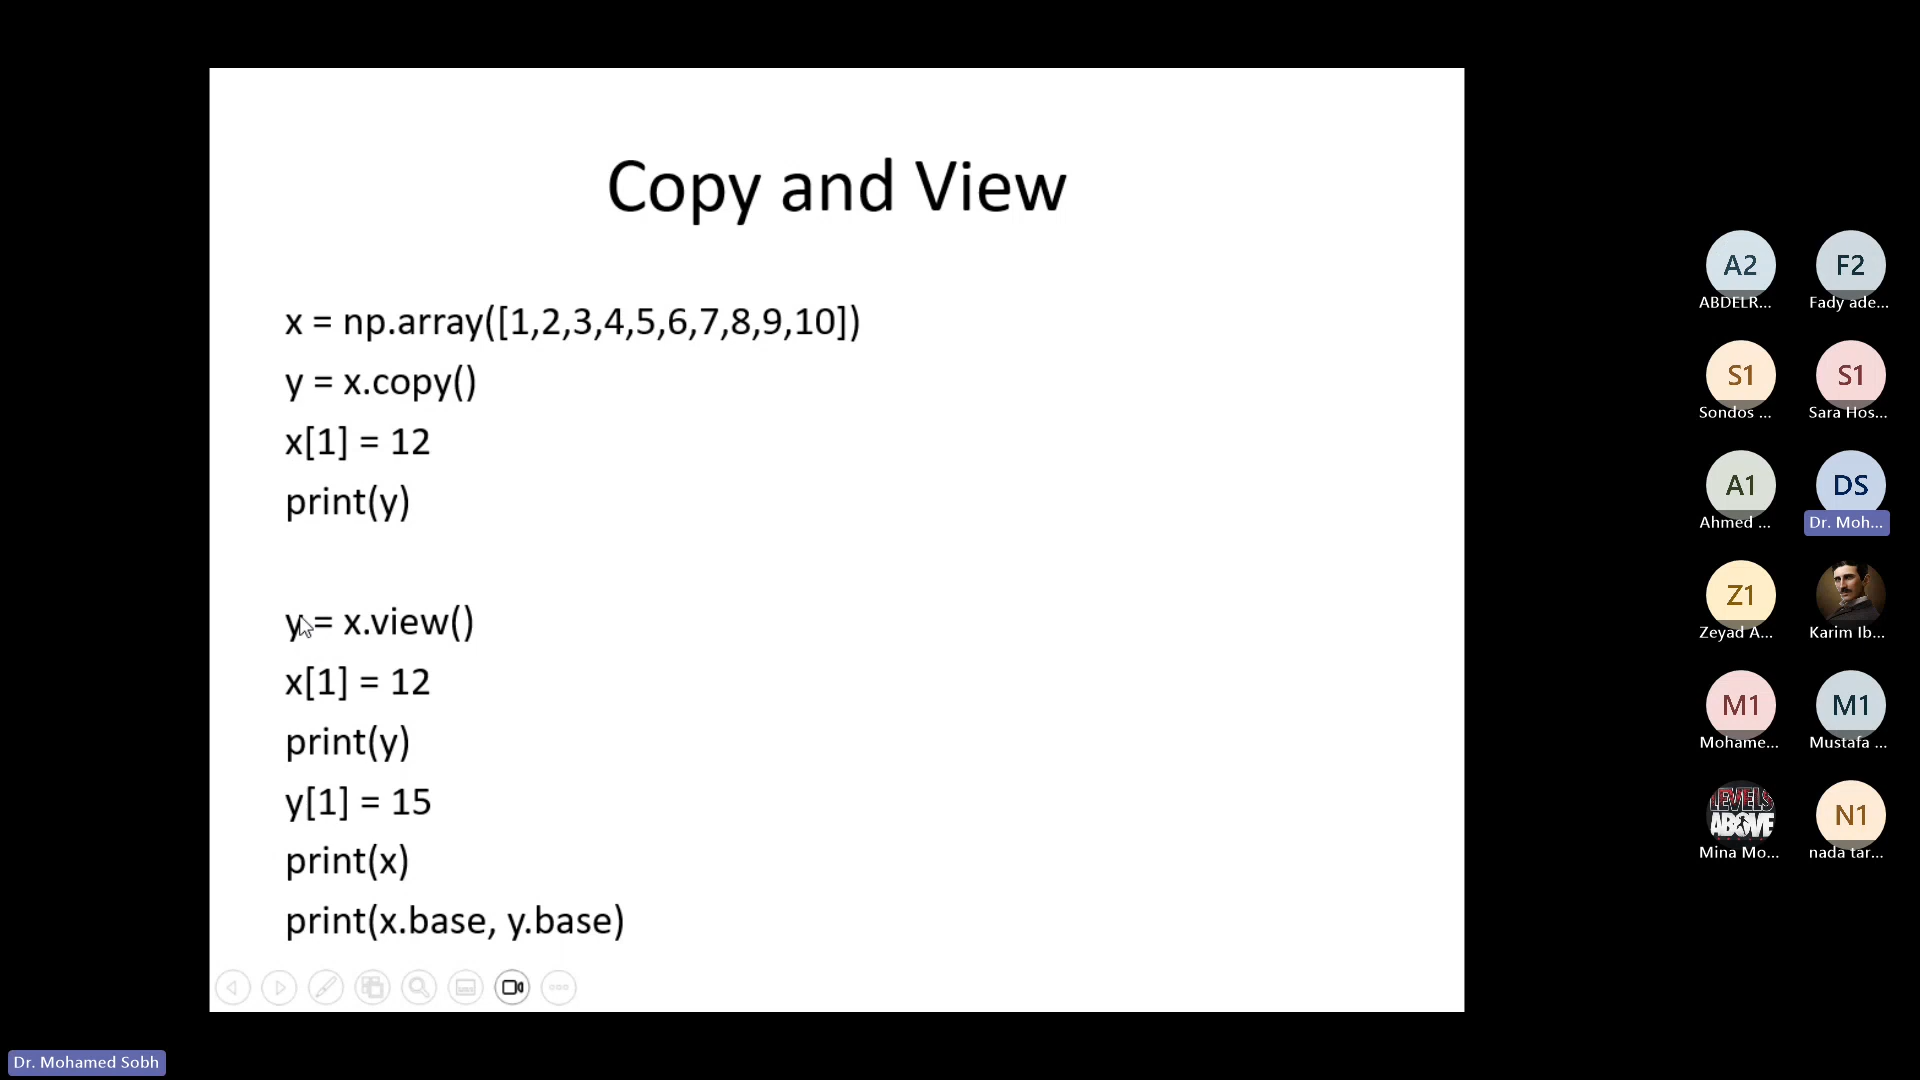 Copy and View
x = np.array([1,2,3,4,5,6,7,8,9,10])
y = x.copy()
x[1] = 12
print(y)
y = x.view()
x[1] = 12
print(y)
y[1] = 15
print(x)
print(x.base, y.base)
A2
F2
ABDELR...
Fady ade...
S1
S1
Sondos ...
Sara Hos...
A1
DS
Ahmed ...
Dr. Moh...
Z1
Zeyad A...
Karim Ib...
M1
M1
Mohame...
Mustafa ...
LEVELS
ABOVE
N1
Mina Mo...
nada tar...
Dr. Mohamed Sobh